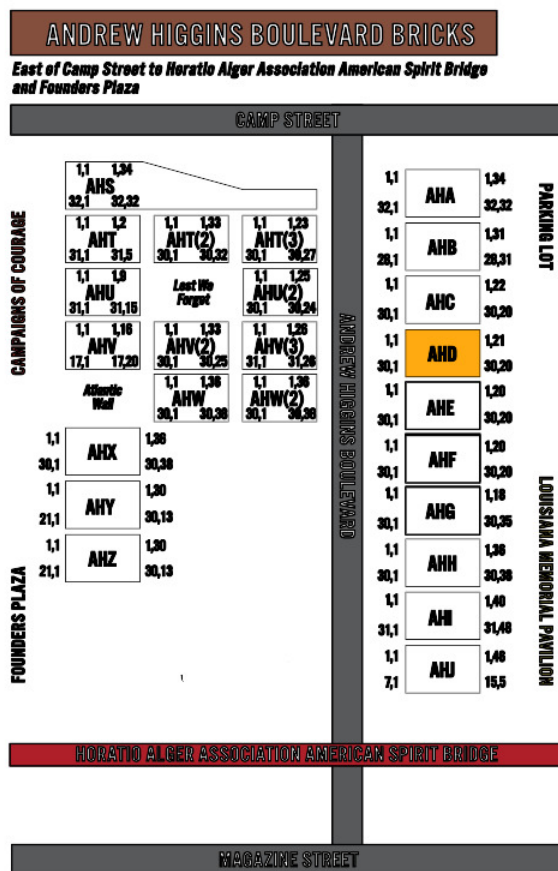 ANDREW HIGGINS BOULEVARD BRICKS
East of Camp Street to Horatio Alger Association American Spirit Bridge
and Founders Plaza
CAMP STREET
CAMPAIGNS OF COURAGE
FOUNDERS PLAZA
1,1 1,34
AHS
32,1 32,32
1,1 1,2
AHT
31,1 31,5
1,1 1,33
AHT(2)
30,1 30,32
1,1 1,23
AHT(3)
30,1 30,27
1,1 1,9
AHU
31,1 31,15
Lest We
Forget
1,1 1,25
AHU(2)
30,1 30,24
1,1 1,16
AHV
17,1 17,20
1,1 1,33
AHV(2)
30,1 30,25
1,1 1,26
AHV(3)
31,1 31,26
Atlantic
Wall
1,1 1,36
AHW
30,1 30,38
1,1 1,36
AHW(2)
30,1 30,38
1,1 1,36
AHX
30,1 30,38
1,1 1,30
AHY
21,1 30,13
1,1 1,30
AHZ
21,1 30,13
ANDREW HIGGINS BOULEVARD
1,1 1,34
AHA
32,1 32,32
1,1 1,31
AHB
28,1 28,31
1,1 1,22
AHC
30,1 30,20
1,1 1,21
AHD
30,1 30,20
1,1 1,20
AHE
30,1 30,20
1,1 1,20
AHF
30,1 30,20
1,1 1,18
AHG
30,1 30,35
1,1 1,36
AHH
30,1 30,38
1,1 1,40
AHI
31,1 31,48
1,1 1,48
AHJ
7,1 15,5
PARKING LOT
LOUISIANA MEMORIAL PAVILION
HORATIO ALGER ASSOCIATION AMERICAN SPIRIT BRIDGE
MAGAZINE STREET